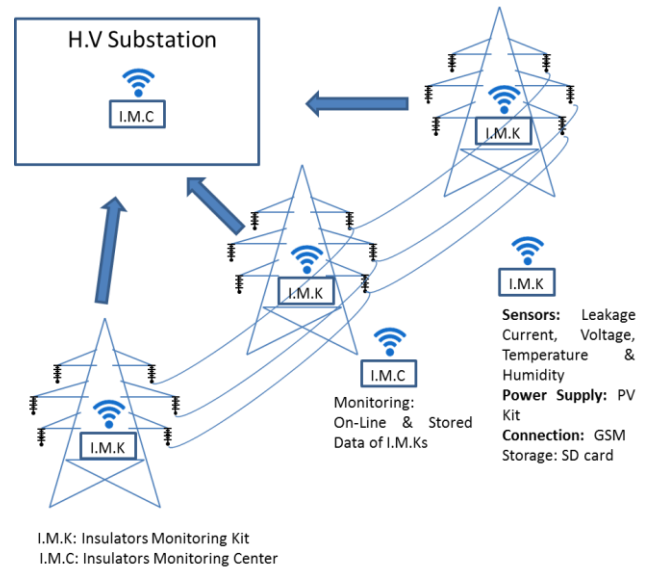 H.V Substation
I.M.C
I.M.K
I.M.K
I.M.K
I.M.K
Sensors: Leakage
Current, Voltage,
Temperature &
Humidity
Power Supply: PV
Kit
Connection: GSM
Storage: SD card
I.M.C
Monitoring:
On-Line & Stored
Data of I.M.Ks
I.M.K: Insulators Monitoring Kit
I.M.C: Insulators Monitoring Center